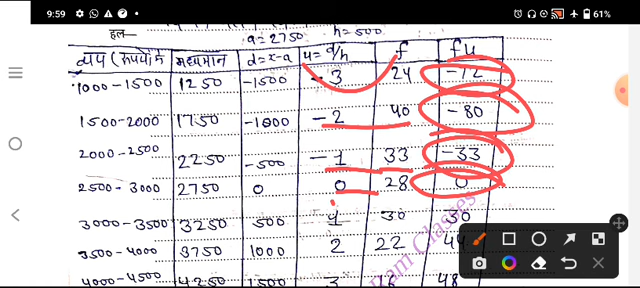 9:59
61%
हल— a = 2750 h = 500
व्यय (रुपयों में मध्यमान d=x-a u=d/h f fu
1000-1500 1250 -1500 -3 24 -72
1500-2000 1750 -1000 -2 40 -80
2000-2500 2250 -500 -1 33 -33
2500-3000 2750 0 0 28 0
3000-3500 3250 500 1 30 30
3500-4000 3750 1000 2 22 44
4000-4500 4250 1500 3 16 48
Classes